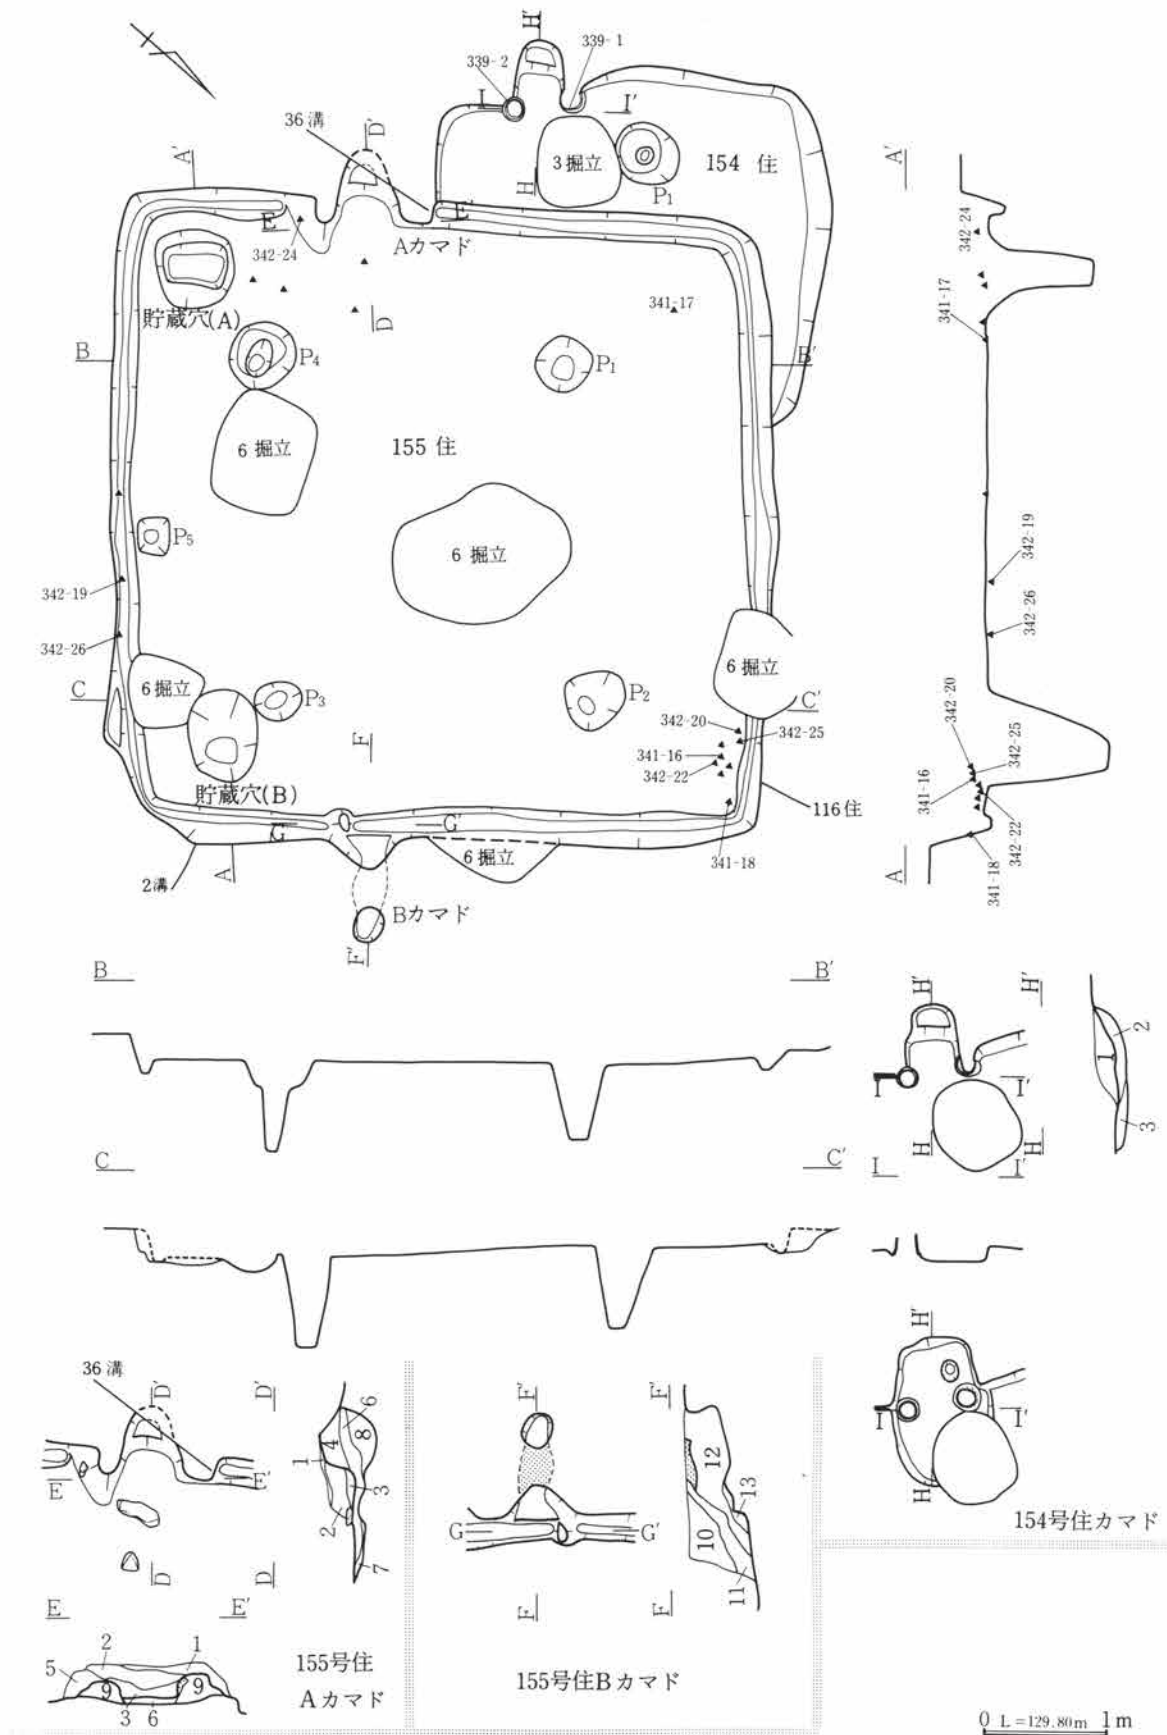 H′
339-1
339-2
I
I′
36溝
D′
A′
3掘立
154 住
H
P₁
E
E′
Aカマド
342-24
貯蔵穴(A)
D
341-17
B
P₄
P₁
B′
6 掘立
155 住
6 掘立
P₅
342-19
342-26
C
6掘立
P₃
P₂
6掘立
C′
342-20
342-25
341-16
342-22
F
貯蔵穴(B)
116住
G
G′
6掘立
341-18
2溝
A
Bカマド
F′
A′
342-24
341-17
342-19
342-26
342-20
342-25
341-16
342-22
341-18
A
B
B′
C
C′
H′
H′
2
1
3
I
I′
H
H
I
I′
H′
I
I′
H
154号住カマド
36溝
D′
D′
E
E′
D
D
6
4
8
1
3
2
7
E
E′
2
1
5
9
9
3
6
155号住
Aカマド
F′
F′
G
G′
12
13
10
11
F
F
155号住Bカマド
0 L=129.80m 1m